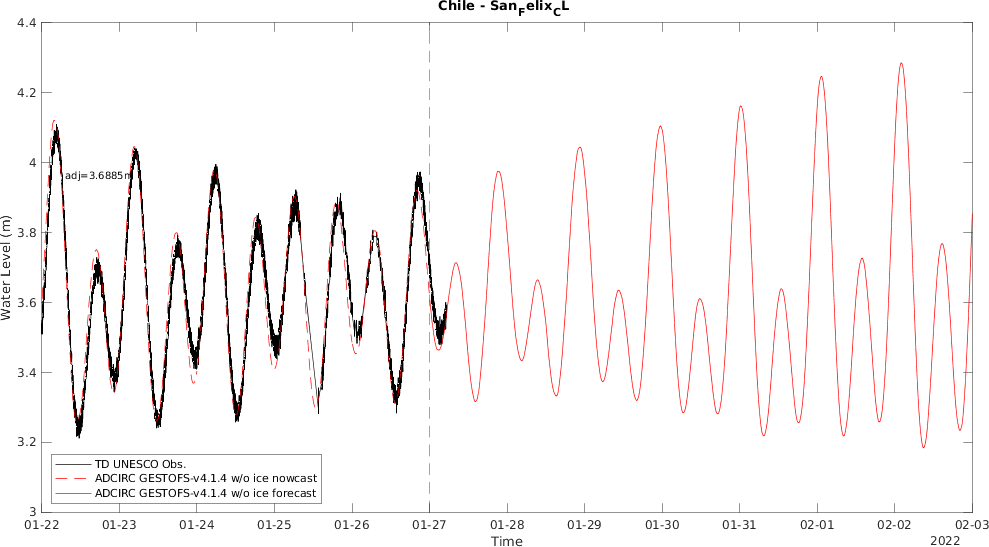 Chile - SanFelixCL
4.4
4.2
4
adj=3.6885m
3.8
3.6
3.4
3.2
3
Water Level (m)
TD UNESCO Obs.
ADCIRC GESTOFS-v4.1.4 w/o ice nowcast
ADCIRC GESTOFS-v4.1.4 w/o ice forecast
01-22 01-23 01-24 01-25 01-26 01-27 01-28 01-29 01-30 01-31 02-01 02-02 02-03
Time
2022